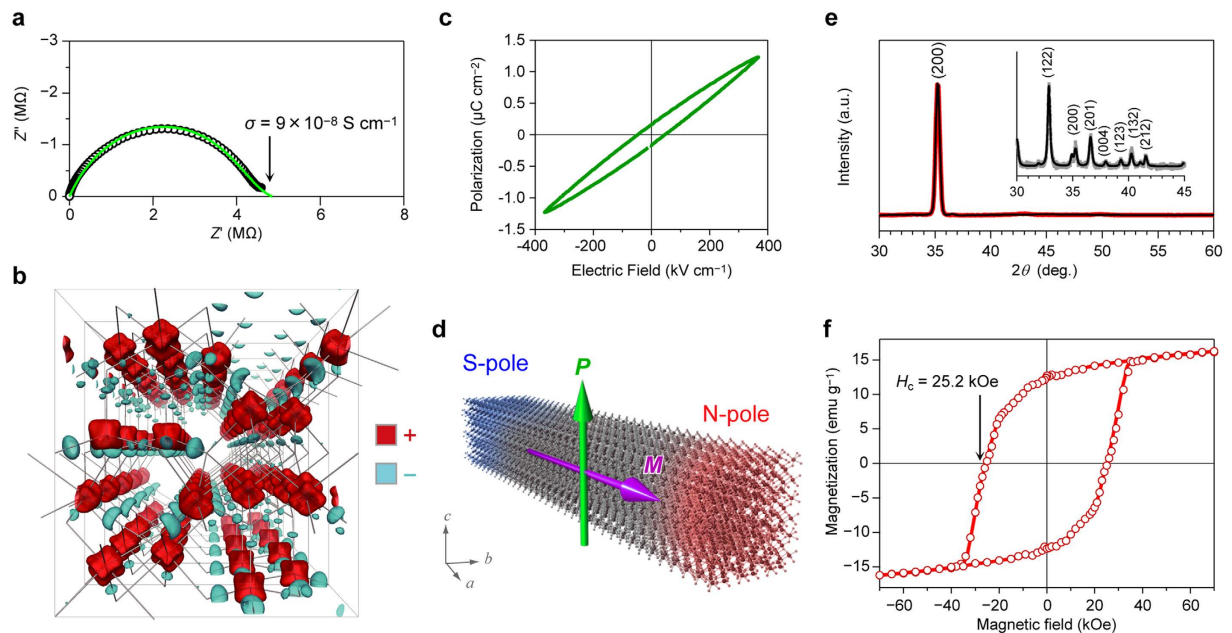 a
−3
−2
-1
0
Z″ (MΩ)
σ = 9 × 10⁻⁸ S cm⁻¹
0
2
4
6
8
Z′ (MΩ)
b
+
−
c
1.5
1.0
0.5
0
-0.5
-1.0
-1.5
Polarization (μC cm⁻²)
-400
-200
0
200
400
Electric Field (kV cm⁻¹)
d
S-pole
P
N-pole
M
c
b
a
e
Intensity (a.u.)
(200)
(122)
(200)
(201)
(004)
(123)
(132)
(212)
30
35
40
45
30
35
40
45
50
55
60
2θ (deg.)
f
15
10
5
0
−5
−10
−15
Magnetization (emu g⁻¹)
Hc = 25.2 kOe
−60
−40
−20
0
20
40
60
Magnetic field (kOe)